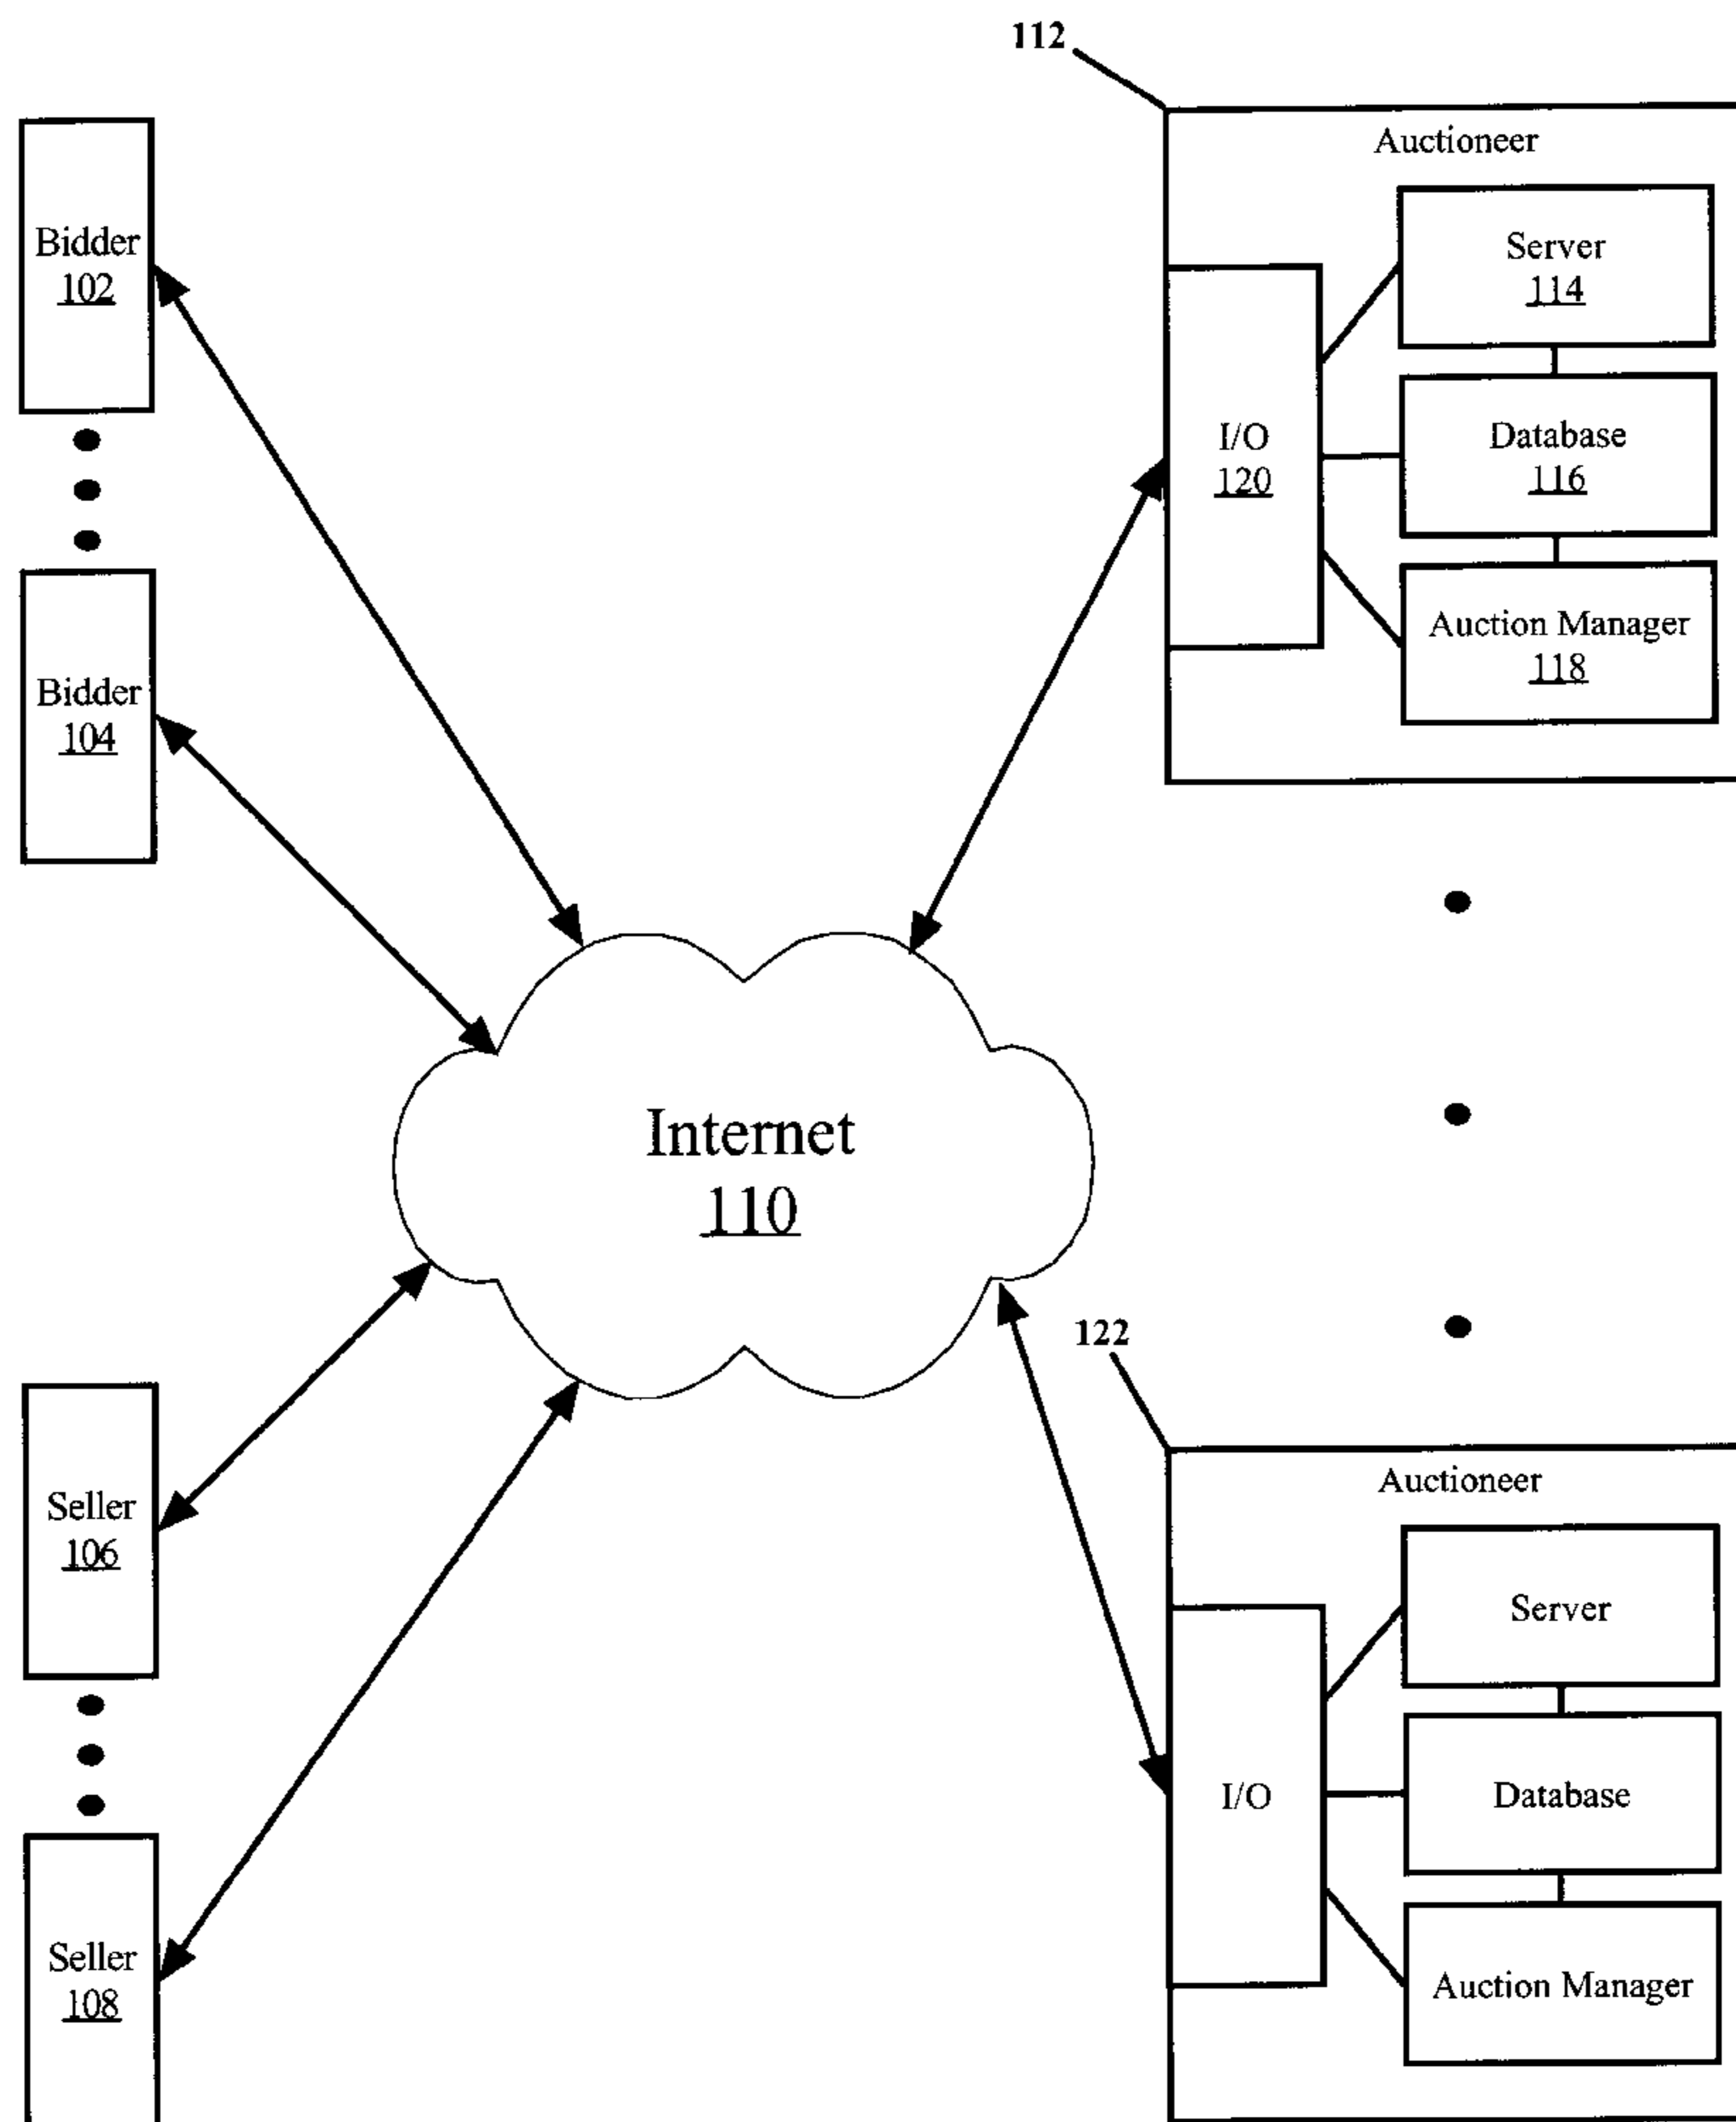 112
Auctioneer
Bidder
102
Server
114
I/O
120
Database
116
Auction Manager
118
Bidder
104
Internet
110
122
Auctioneer
Seller
106
Server
I/O
Database
Seller
108
Auction Manager